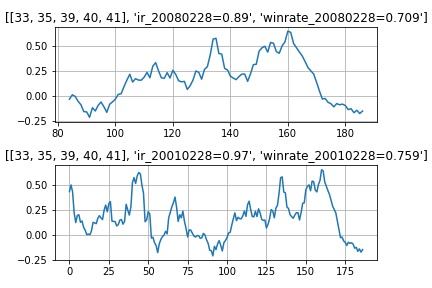 [[33, 35, 39, 40, 41], 'ir_20080228=0.89', 'winrate_20080228=0.709']
0.50
0.25
0.00
−0.25
80 100 120 140 160 180
[[33, 35, 39, 40, 41], 'ir_20010228=0.97', 'winrate_20010228=0.759']
0.50
0.25
0.00
−0.25
0 25 50 75 100 125 150 175